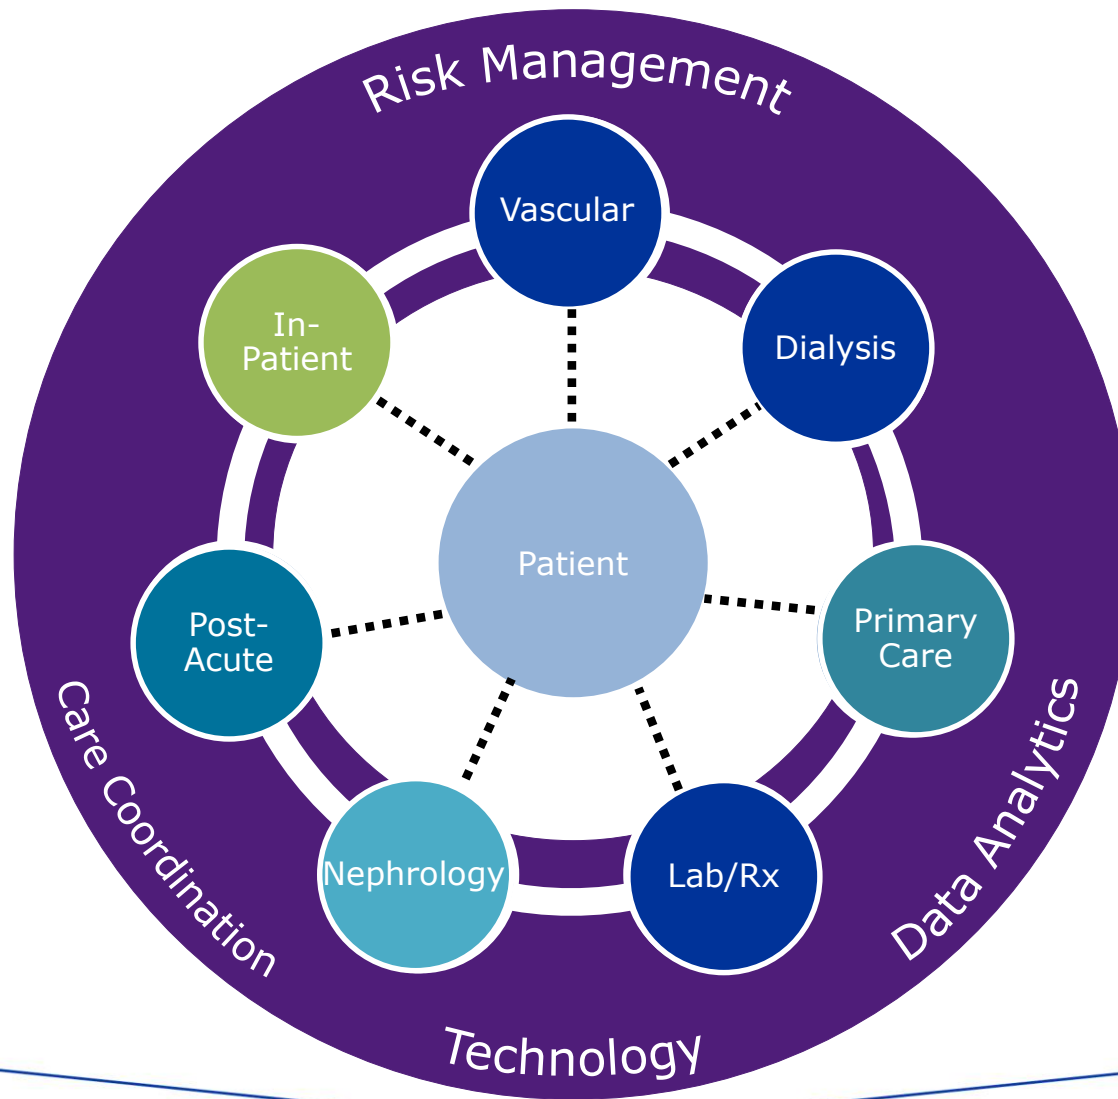 Risk Management
Vascular
In-
Patient
Dialysis
Patient
Post-
Acute
Primary
Care
Nephrology
Lab/Rx
Care Coordination
Data Analytics
Technology